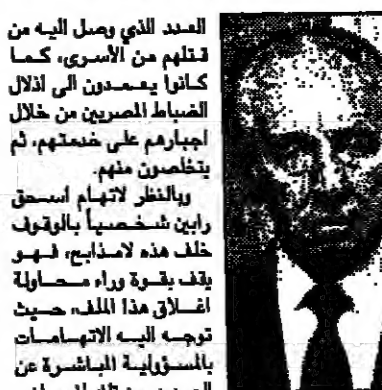 العدد الذي وصل اليه من
قتلهم من الأسرى، كما
كانوا يعمدون الى اذلال
الضباط المصريين من خلال
اجبارهم على خدمتهم، ثم
يتخلصون منهم.
وبالنظر لاتهام اسحق
رابين شخصياً بالوقوف
خلف هذه لامذابح، فهو
يقف بقوة وراء محاولة
اغلاق هذا الملف، حيث
توجه اليه الاتهامات
بالمسؤولية المباشرة عن